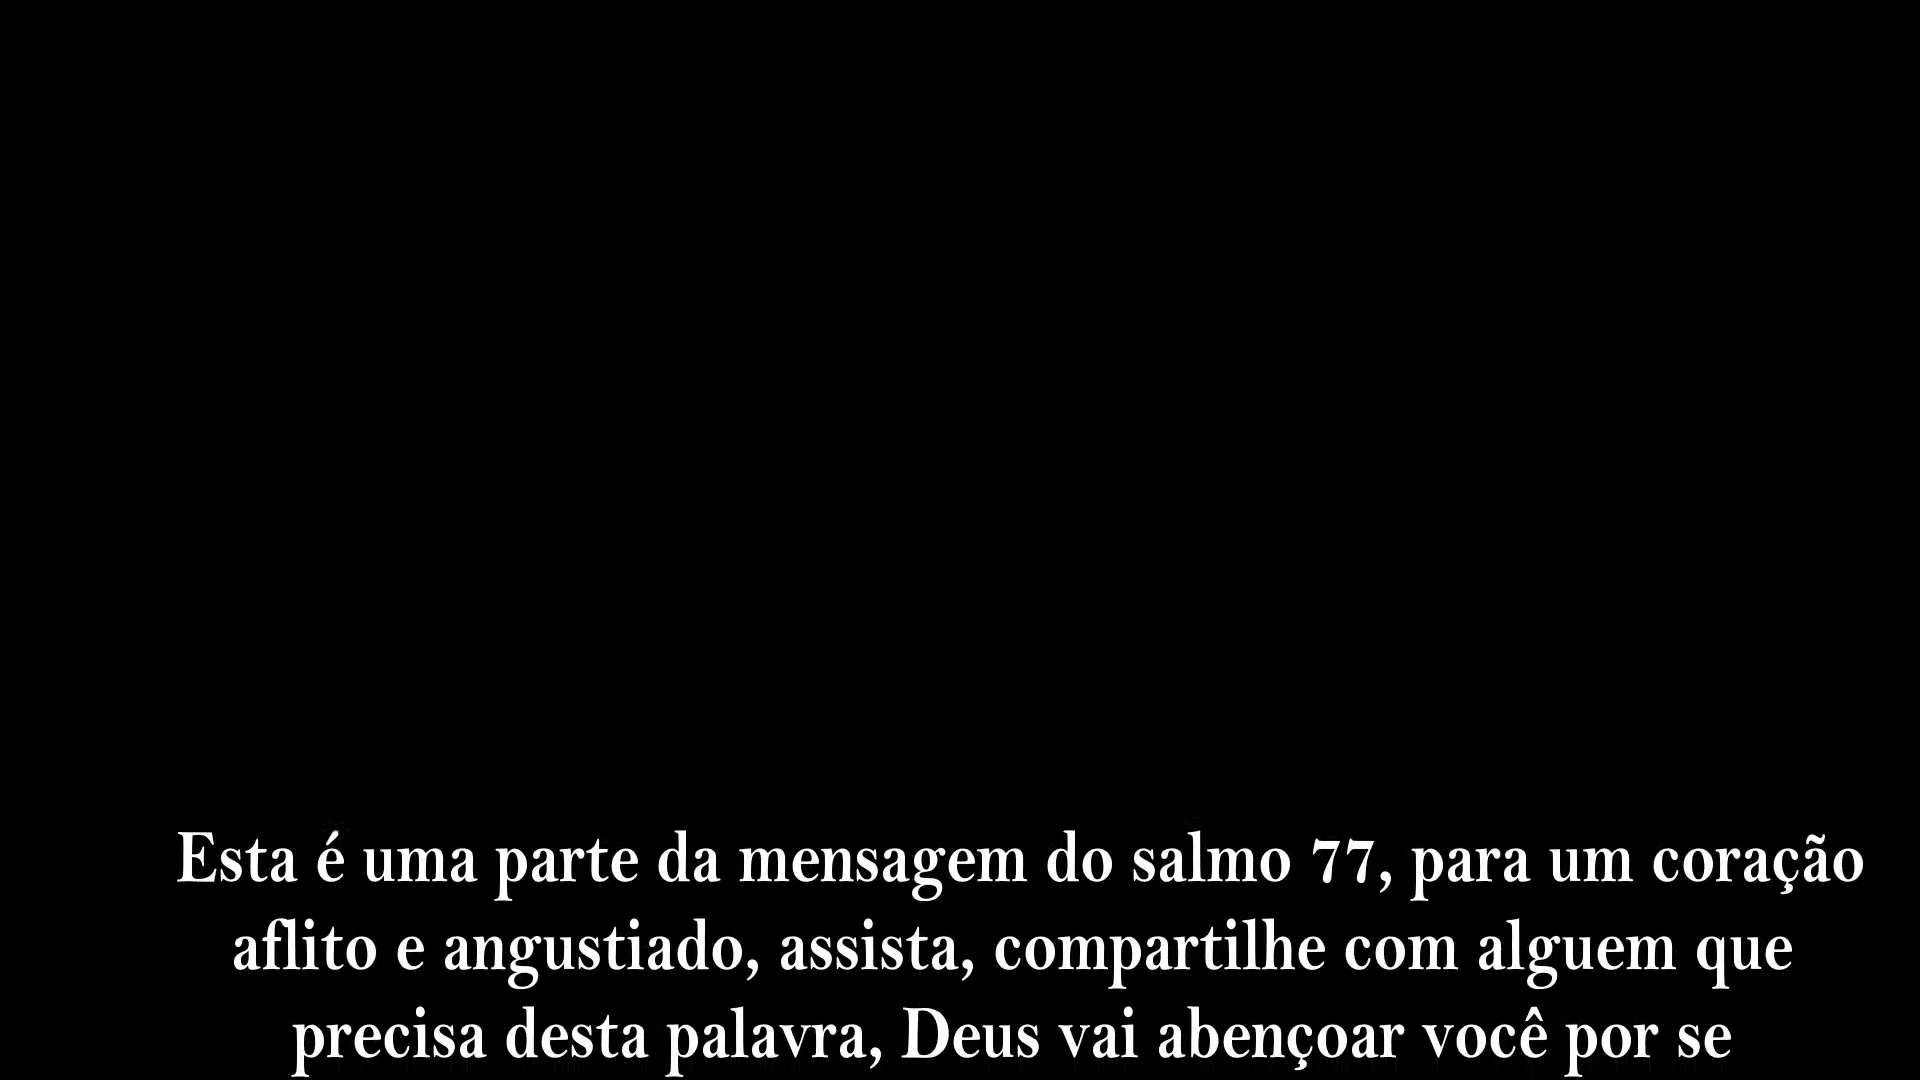 Esta é uma parte da mensagem do salmo 77, para um coração
aflito e angustiado, assista, compartilhe com alguem que
precisa desta palavra, Deus vai abençoar você por se